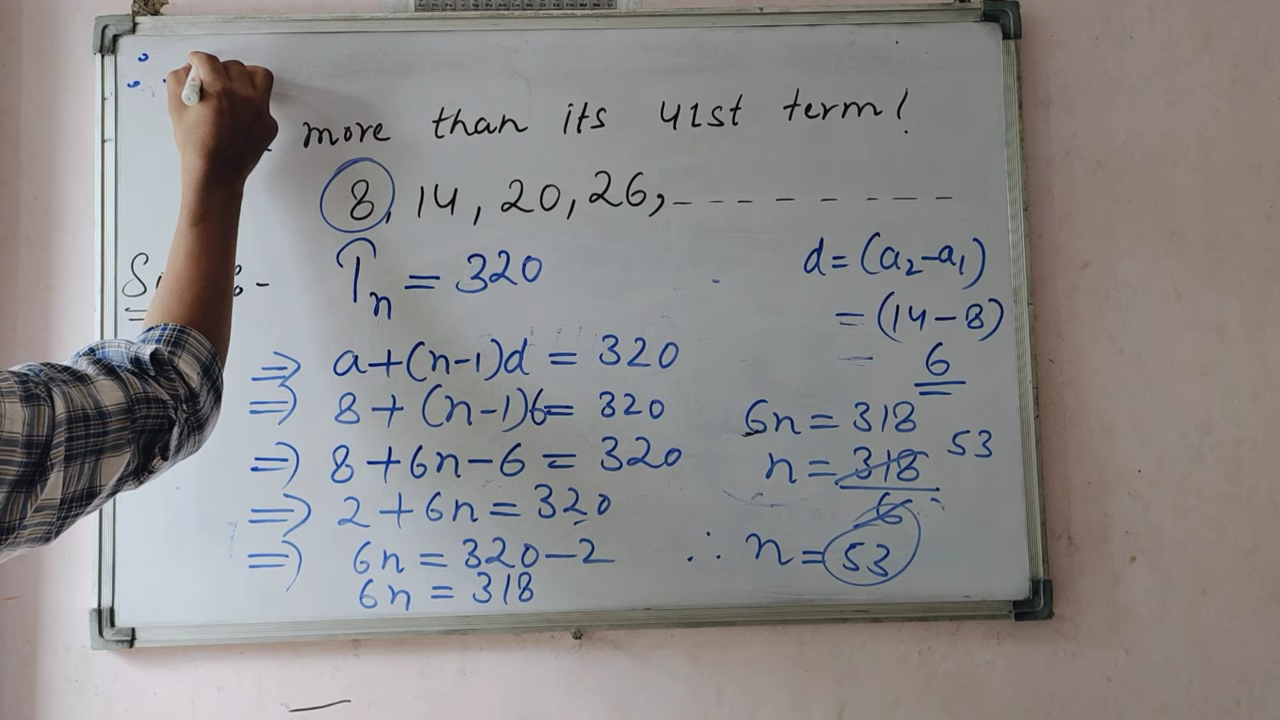 more than its 41st term!
8, 14, 20, 26, - - - - - - - -
Tn = 320
d = (a₂-a₁)
= (14-8)
= 6
⇒ a+(n-1)d = 320
⇒ 8+(n-1)6= 320
⇒ 8+6n-6 = 320
⇒ 2+6n = 320
⇒ 6n = 320-2
6n = 318
6n = 318
n = 318/6 53
∴ n = 53